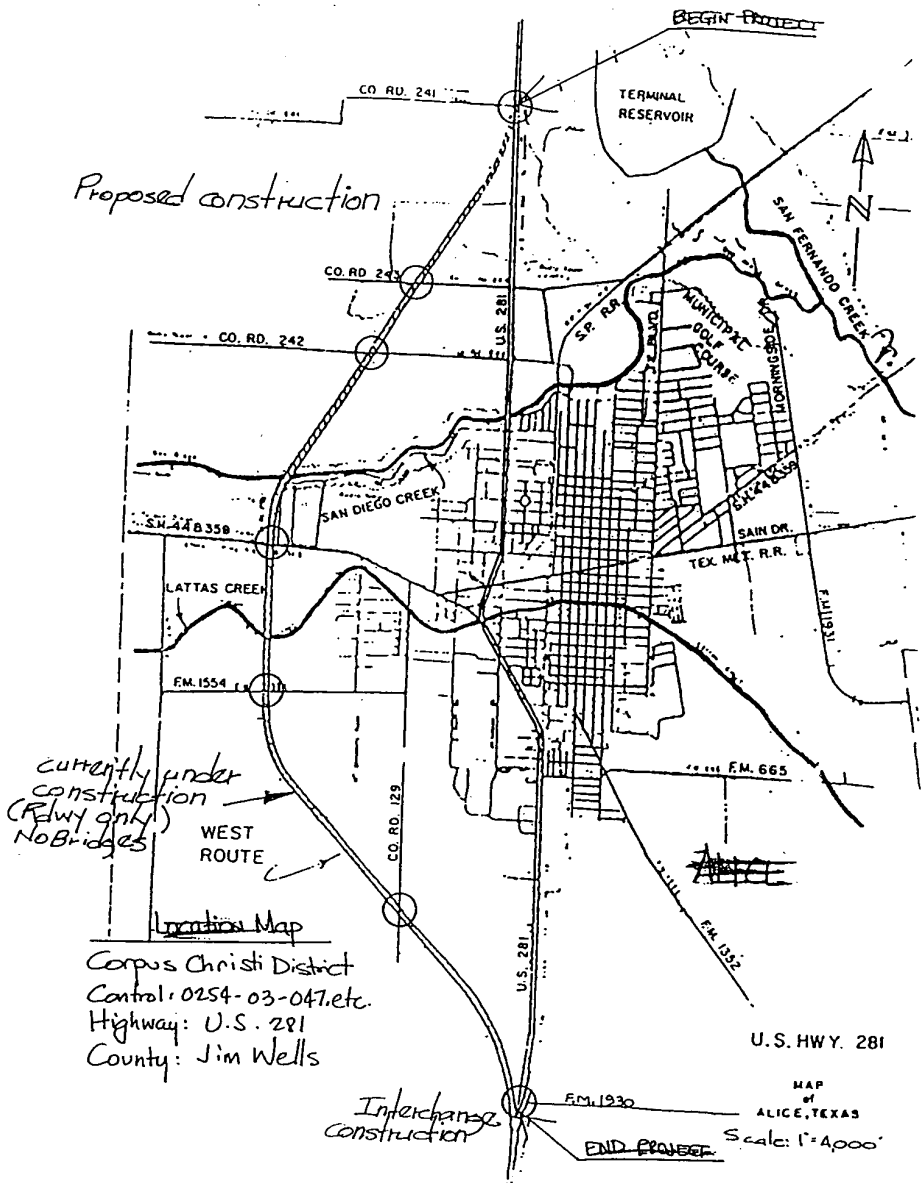 BEGIN PROJECT
CO RD. 241
TERMINAL
RESERVOIR
N
Proposed construction
SAN FERNANDO CREEK
CO. RD. 243
U.S. 281
S.P. R.R.
MUNICIPAL
GOLF
COURSE
BLVD.
MORNINGSIDE DR.
CO. RD. 242
SAN DIEGO CREEK
S.H. 44 & 359
S.H. 44 & 359
SAIN DR.
TEX. MEX. R.R.
LATTAS CREEK
F.M. 1931
F.M. 1554
F.M. 665
currently under
construction
(Rdwy only)
No Bridges
WEST
ROUTE
CO. RD. 129
ALICE
F.M. 1352
Location Map
Corpus Christi District
Control: 0254-03-047.etc.
Highway: U.S. 281
County: Jim Wells
U.S. 281
U.S. HWY. 281
MAP
of
ALICE, TEXAS
Scale: 1"=4,000'
Interchange
construction
F.M. 1930
END PROJECT